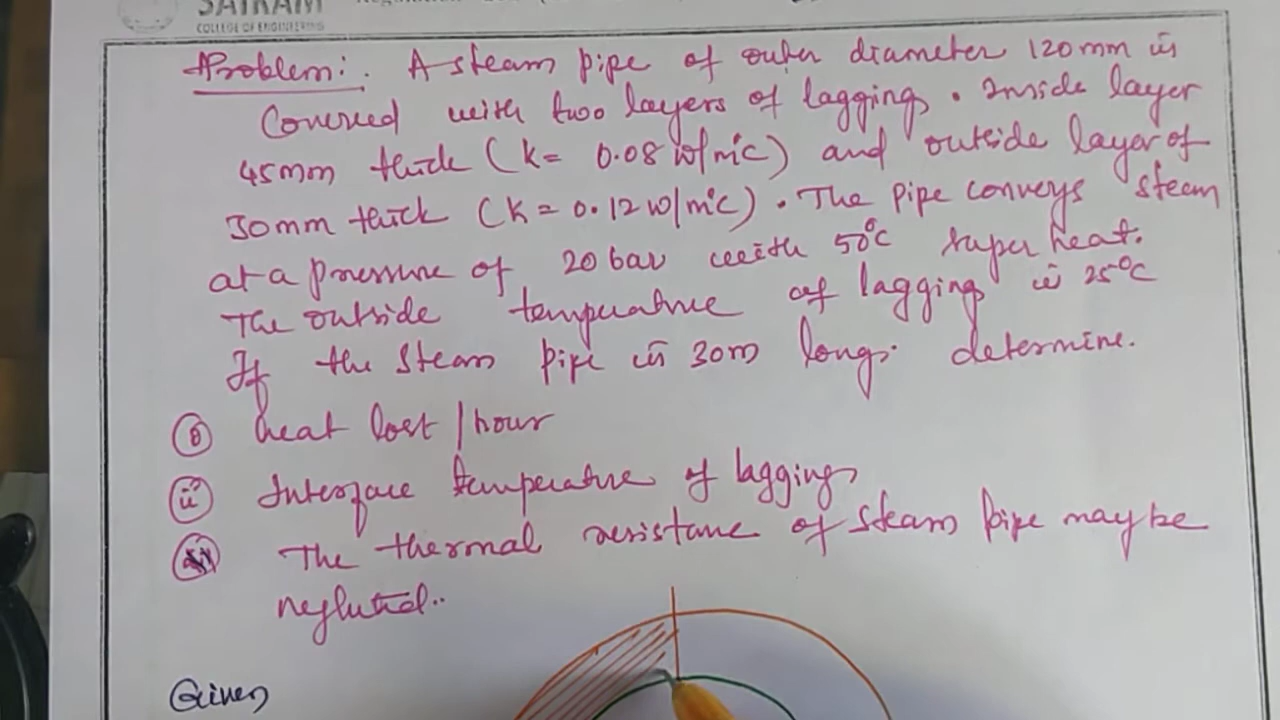 SAIRAM
COLLEGE OF ENGINEERING
Problem:. A steam pipe of outer diameter 120mm is
Covered with two layers of lagging. Inside layer
45mm thick (K= 0.08 W/m°C) and outside layer of
30mm thick (K = 0.12 W/m°C). The pipe conveys steam
at a pressure of 20 bar with 50°C super heat.
The outside temperature of lagging is 25°C
If the steam pipe is 30m long. determine.
(i) heat lost / hour
(ii) Interface temperature of lagging
The thermal resistance of steam pipe may be
neglected..
Given